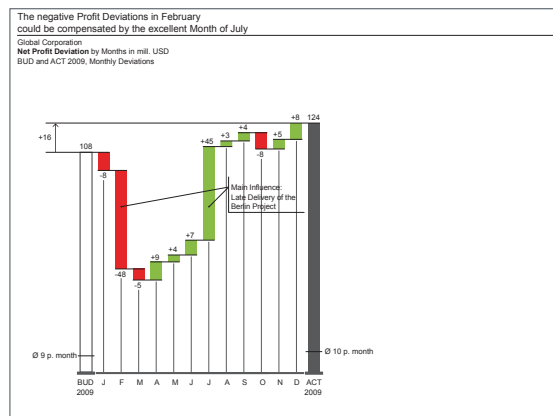 The negative Profit Deviations in February
could be compensated by the excellent Month of July
Global Corporation
Net Profit Deviation by Months in mill. USD
BUD and ACT 2009, Monthly Deviations
+8 124
+4
+16 +45 +3 +5
108 -8
-8
Main Influence:
Late Delivery of the
Berlin Project
+7
+9 +4
-48
-5
Ø 9 p. month Ø 10 p. month
BUD J F M A M J J A S O N D ACT
2009 2009